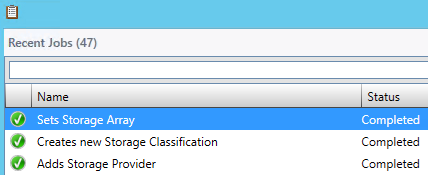 Recent Jobs (47)
Name Status
Sets Storage Array Completed
Creates new Storage Classification Completed
Adds Storage Provider Completed